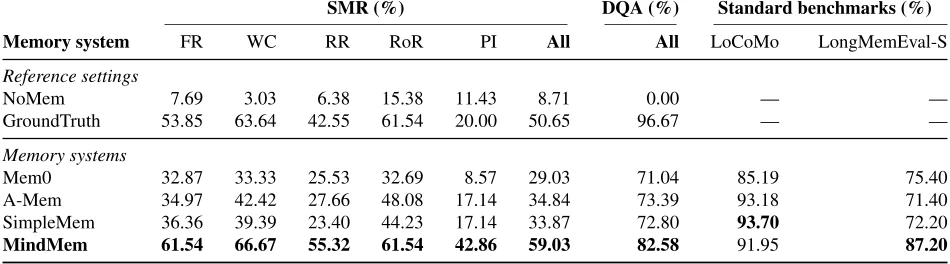 SMR (%) DQA (%) Standard benchmarks (%)
Memory system FR WC RR RoR PI All All LoCoMo LongMemEval-S
Reference settings
NoMem 7.69 3.03 6.38 15.38 11.43 8.71 0.00 — —
GroundTruth 53.85 63.64 42.55 61.54 20.00 50.65 96.67 — —
Memory systems
Mem0 32.87 33.33 25.53 32.69 8.57 29.03 71.04 85.19 75.40
A-Mem 34.97 42.42 27.66 48.08 17.14 34.84 73.39 93.18 71.40
SimpleMem 36.36 39.39 23.40 44.23 17.14 33.87 72.80 93.70 72.20
MindMem 61.54 66.67 55.32 61.54 42.86 59.03 82.58 91.95 87.20